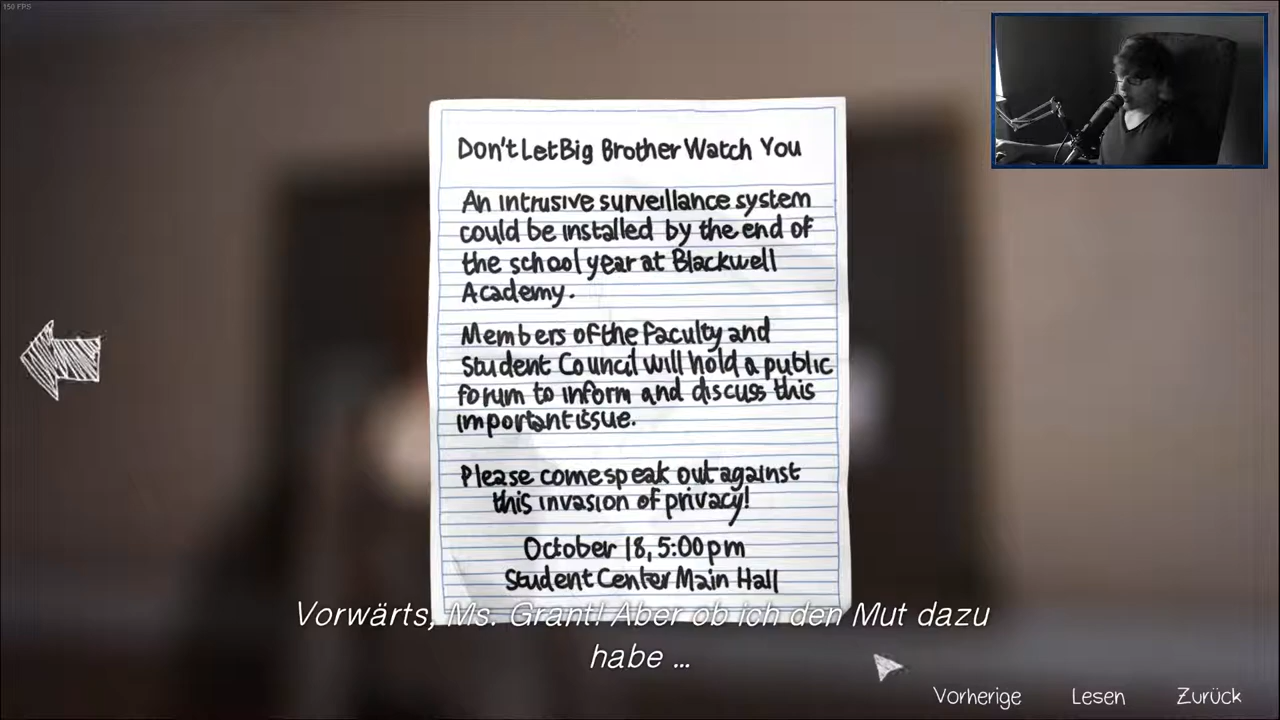 150 FPS
Don't Let Big Brother Watch You
An intrusive surveillance system
could be installed by the end of
the school year at Blackwell
Academy.
Members of the faculty and
Student Council will hold a public
forum to inform and discuss this
important issue.
Please come speak out against
this invasion of privacy!
October 18, 5:00pm
Student Center Main Hall
Vorwärts, Ms. Grant! Aber ob ich den Mut dazu
habe ...
Vorherige Lesen Zurück